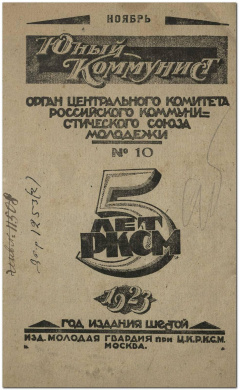 НОЯБРЬ
Юный
Коммунист
ОРГАН ЦЕНТРАЛЬНОГО КОМИТЕТА
РОССИЙСКОГО КОММУНИ=
СТИЧЕСКОГО СОЮЗА
МОЛОДЕЖИ
№ 10
5
ЛЕТ
РКСМ
1923
ГОД ИЗДАНИЯ ШЕСТОЙ
ИЗД. МОЛОДАЯ ГВАРДИЯ при Ц.К.Р.К.С.М.
МОСКВА.